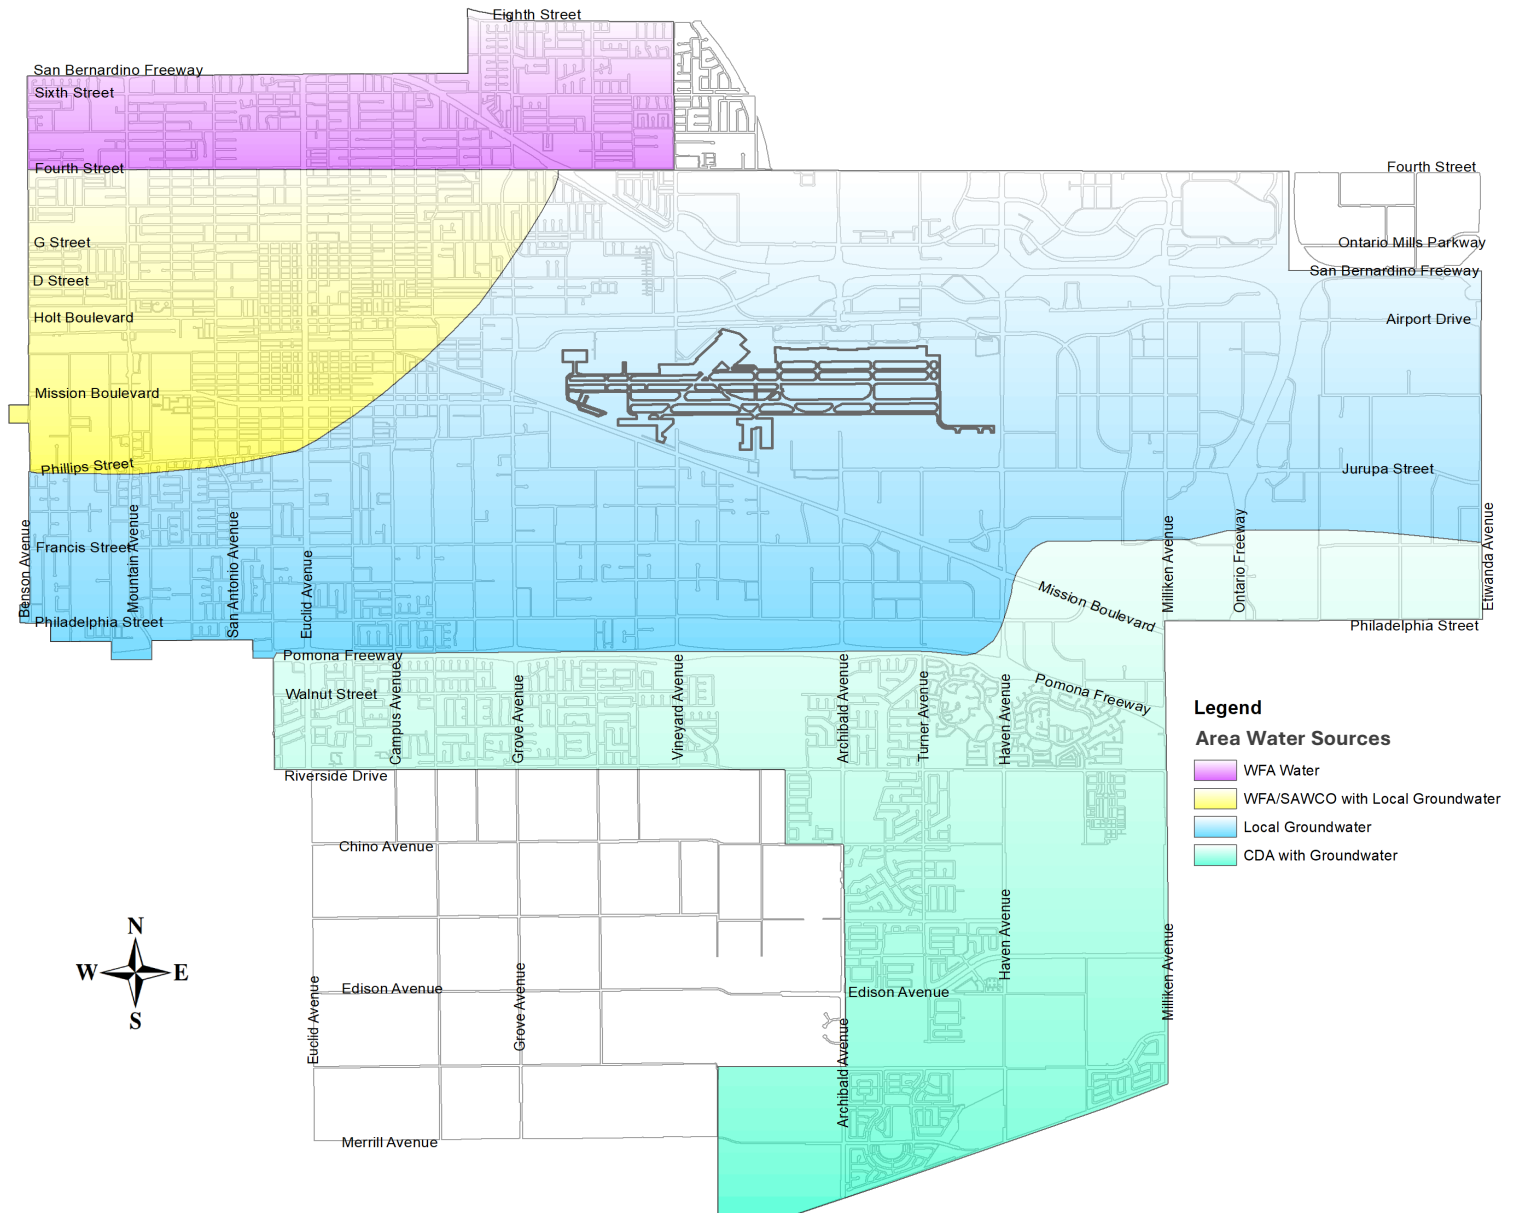 Eighth Street
San Bernardino Freeway
Sixth Street
Fourth Street
Fourth Street
G Street
Ontario Mills Parkway
San Bernardino Freeway
D Street
Holt Boulevard
Airport Drive
Mission Boulevard
Phillips Street
Jurupa Street
Benson Avenue
Francis Street
Mountain Avenue
San Antonio Avenue
Euclid Avenue
Milliken Avenue
Ontario Freeway
Etiwanda Avenue
Mission Boulevard
Philadelphia Street
Philadelphia Street
Pomona Freeway
Walnut Street
Campus Avenue
Grove Avenue
Vineyard Avenue
Archibald Avenue
Turner Avenue
Haven Avenue
Pomona Freeway
Riverside Drive
Legend
Area Water Sources
WFA Water
WFA/SAWCO with Local Groundwater
Local Groundwater
CDA with Groundwater
Chino Avenue
Haven Avenue
Milliken Avenue
N
W
E
S
Edison Avenue
Edison Avenue
Euclid Avenue
Grove Avenue
Archibald Avenue
Merrill Avenue